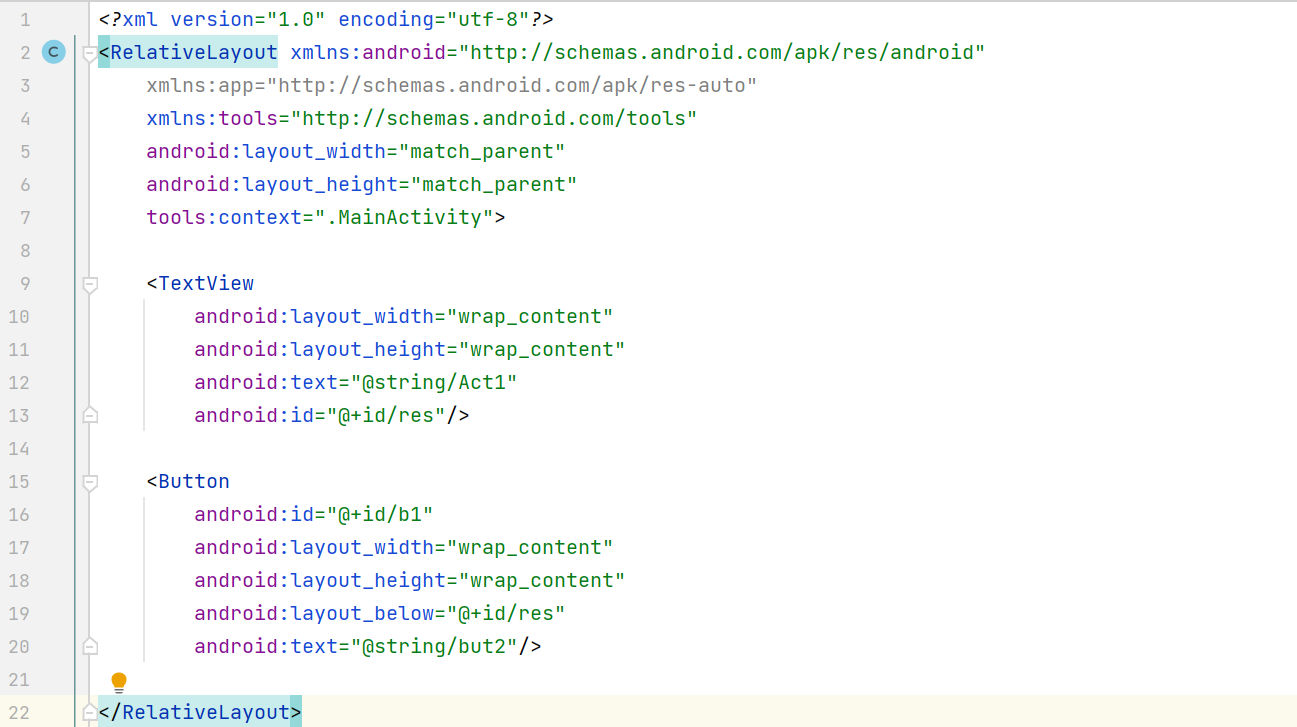 1 <?xml version="1.0" encoding="utf-8"?>
2 C <RelativeLayout xmlns:android="http://schemas.android.com/apk/res/android"
3 xmlns:app="http://schemas.android.com/apk/res-auto"
4 xmlns:tools="http://schemas.android.com/tools"
5 android:layout_width="match_parent"
6 android:layout_height="match_parent"
7 tools:context=".MainActivity">
8
9 <TextView
10 android:layout_width="wrap_content"
11 android:layout_height="wrap_content"
12 android:text="@string/Act1"
13 android:id="@+id/res"/>
14
15 <Button
16 android:id="@+id/b1"
17 android:layout_width="wrap_content"
18 android:layout_height="wrap_content"
19 android:layout_below="@+id/res"
20 android:text="@string/but2"/>
21
22 </RelativeLayout>